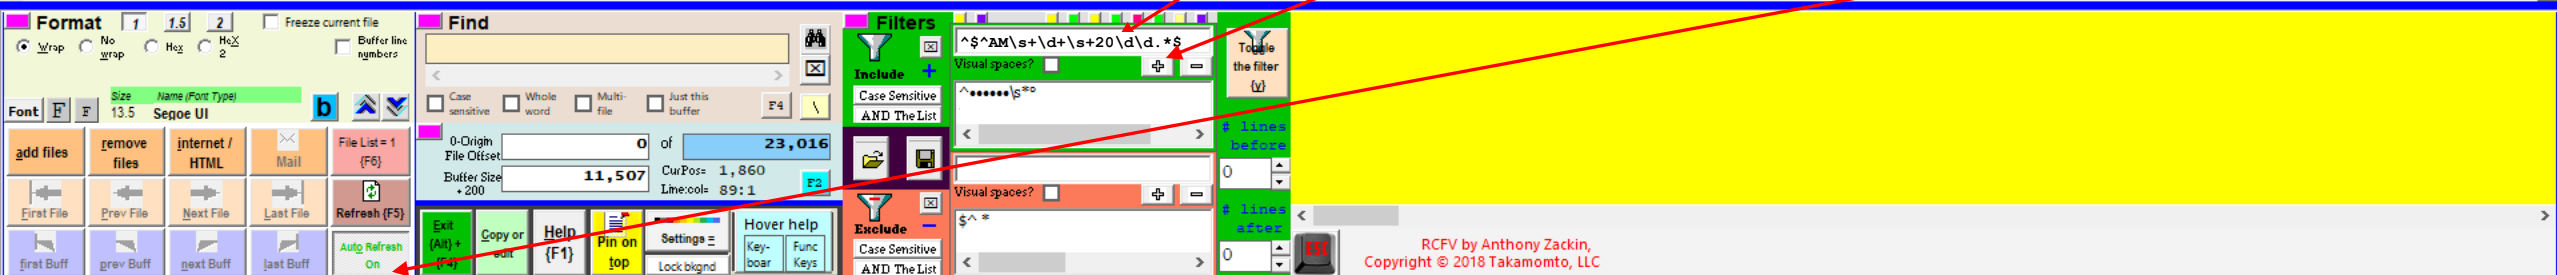 Format 1 1.5 2 Freeze current file
Wrap No wrap Hex HeX 2 Buffer line numbers
Size Name (Font Type)
Font F F 13.5 Segoe UI b
add files remove files internet / HTML Mail File List = 1 {F6}
First File Prev File Next File Last File Refresh {F5}
first Buff prev Buff next Buff last Buff Auto Refresh On
Find
Case sensitive Whole word Multi-file Just this buffer F4 \
0-Origin File Offset 0 of 23,016
Buffer Size + 200 11,507 CurPos= 1,860
Line:col= 89:1 F2
Exit {Alt} + {F4} Copy or edit Help {F1} Pin on top Settings = Lock bkgnd
Hover help
Key-boar Func Keys
Filters
^$^AM\s+\d+\s+20\d\d.*$
Include + Visual spaces? + -
Case Sensitive
AND The List
^••••••\s*º
Visual spaces? + -
Exclude -
Case Sensitive
AND The List
$^ *
Toggle the filter {v}
# lines before
0
# lines after
0
ESC
RCFV by Anthony Zackin,
Copyright © 2018 Takamomto, LLC